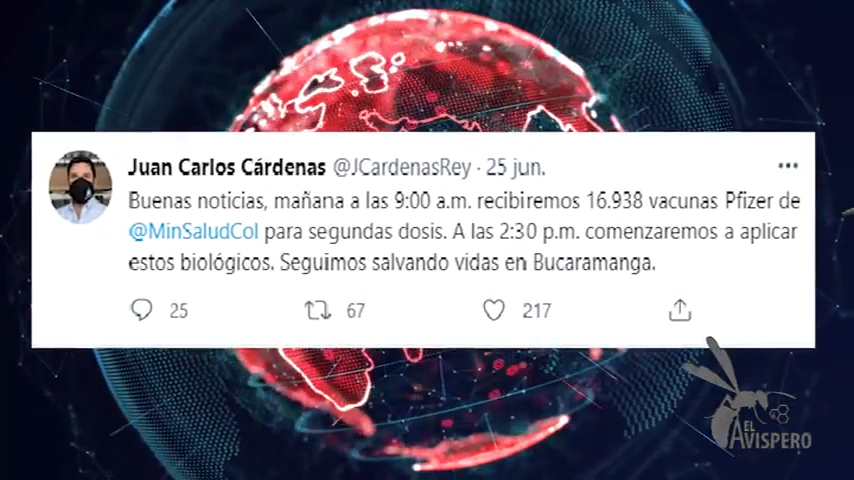 Juan Carlos Cárdenas @JCardenasRey · 25 jun.
Buenas noticias, mañana a las 9:00 a.m. recibiremos 16.938 vacunas Pfizer de
@MinSaludCol para segundas dosis. A las 2:30 p.m. comenzaremos a aplicar
estos biológicos. Seguimos salvando vidas en Bucaramanga.
25 67 217
EL
AVISPERO